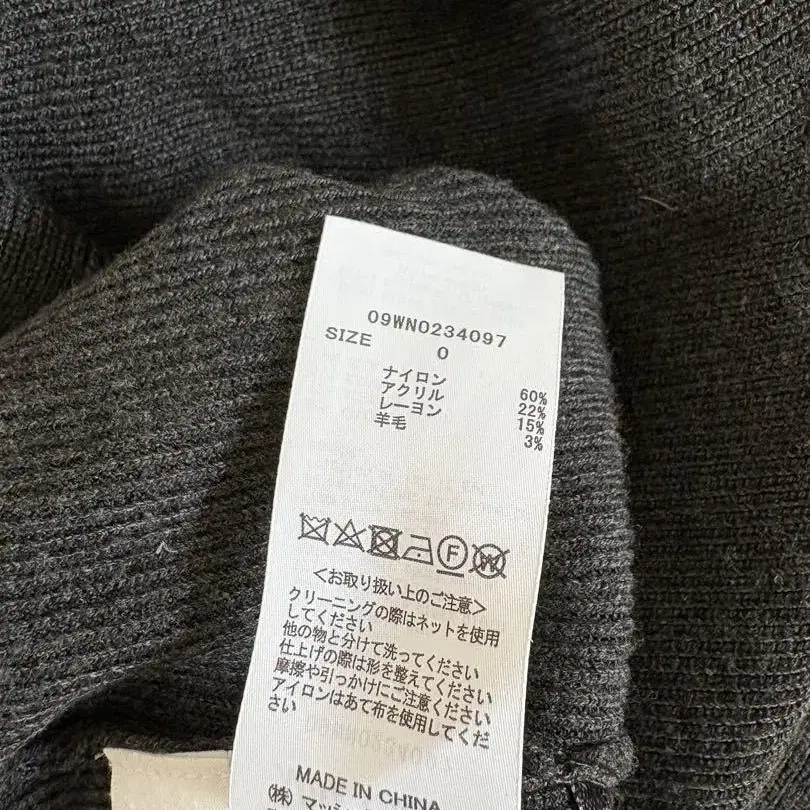 09WN0234097
SIZE 0
ナイロン 60%
アクリル 22%
レーヨン 15%
羊毛 3%
F W
<お取り扱い上のご注意>
クリーニングの際はネットを使用
してください
他の物と分けて洗ってください
仕上げの際は形を整えてください
摩擦や引っかけにご注意ください
アイロンはあて布を使用してくだ
さい
MADE IN CHINA
(株) マッシ